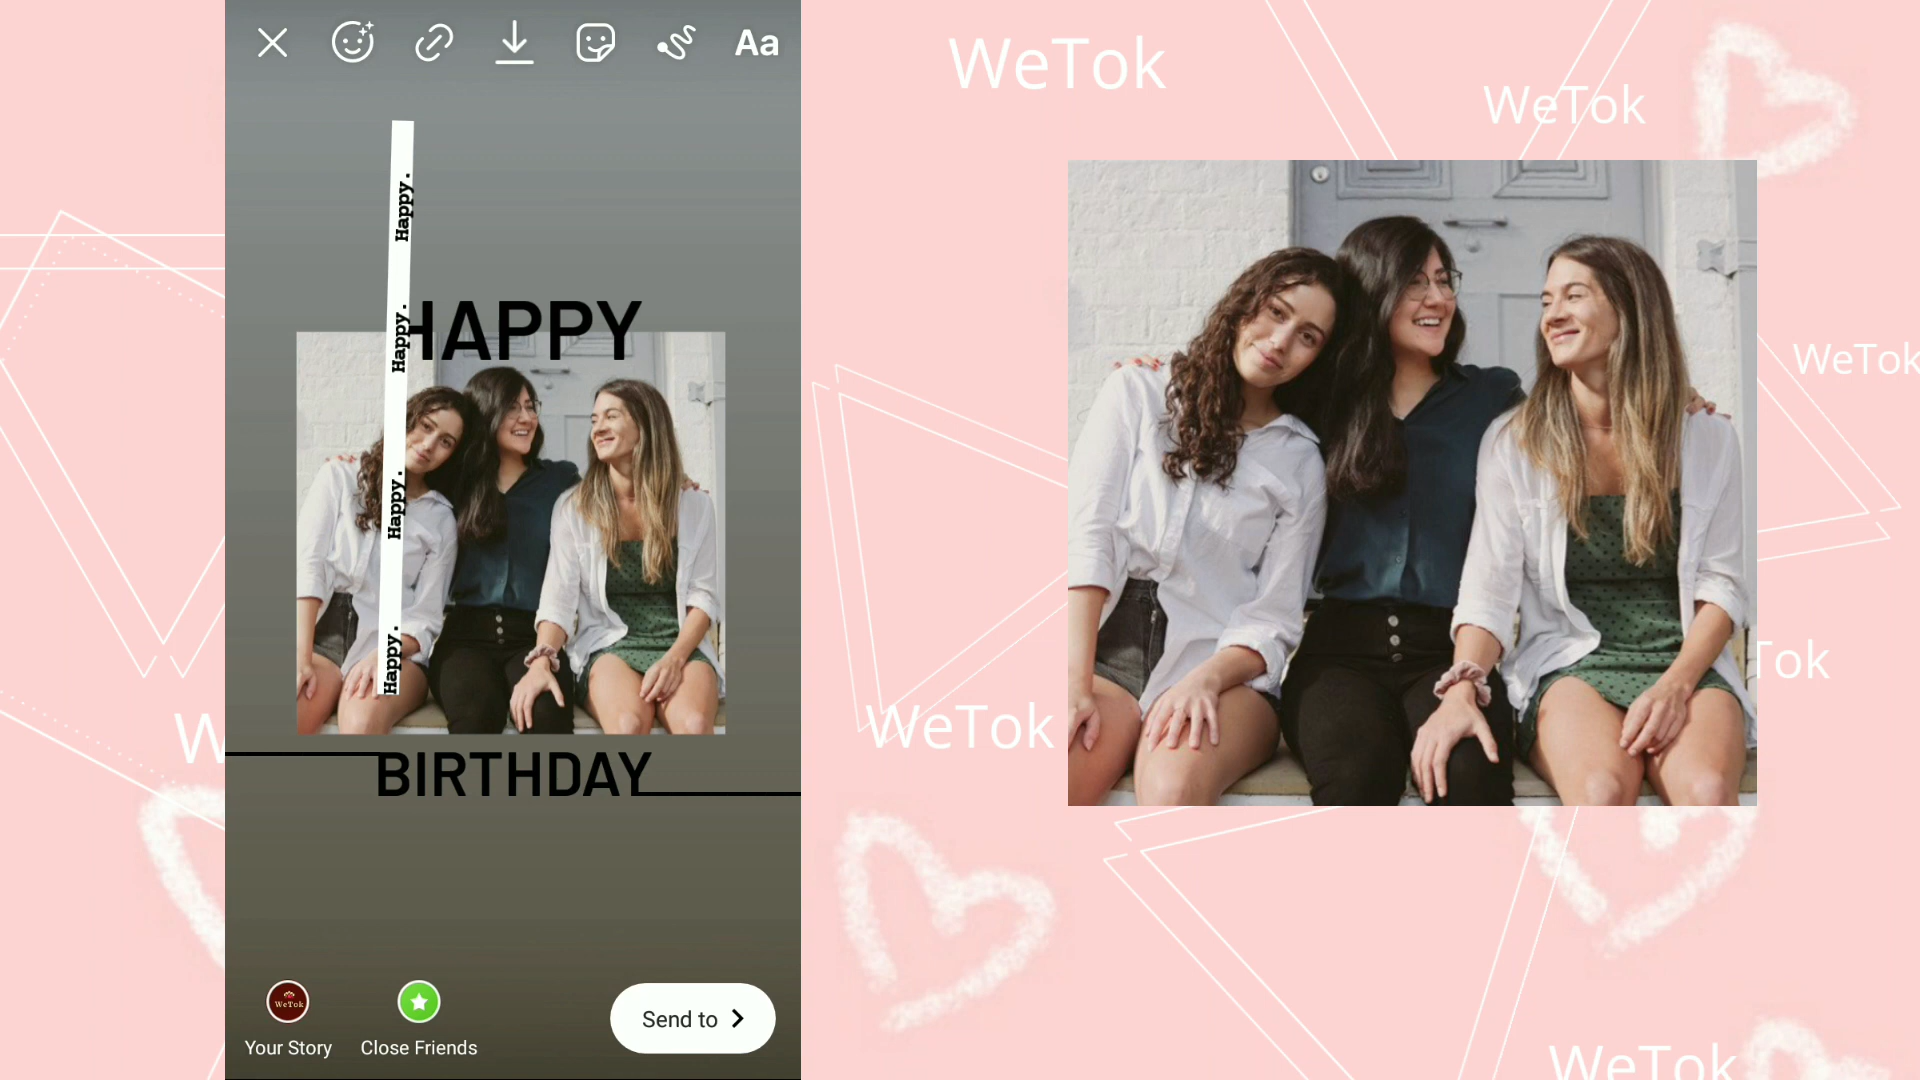 Aa
HAPPY
Happy.
Happy.
Happy.
Happy.
BIRTHDAY
WeTok
Your Story
Close Friends
Send to
WeTok
WeTok
WeTok
Tok
WeTok
WeTok
W